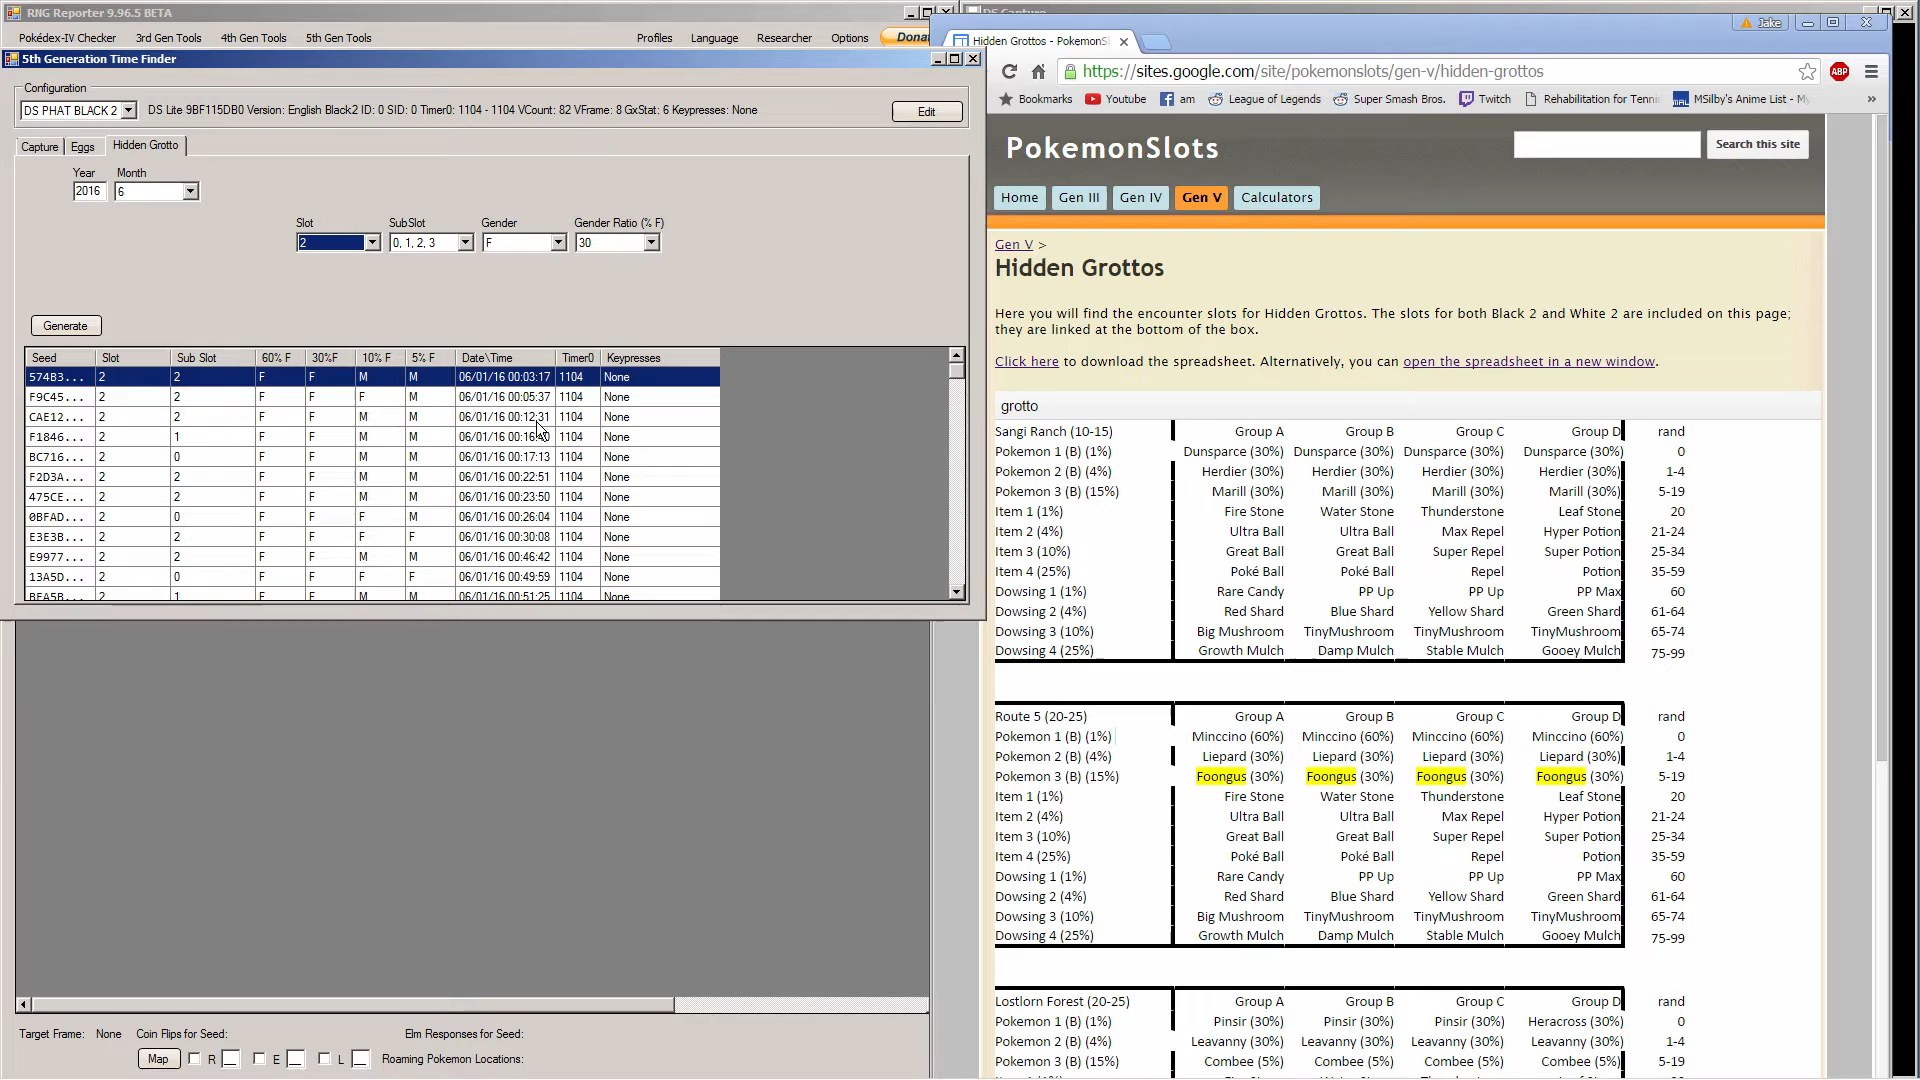 RNG Reporter 9.96.5 BETA
Pokédex-IV Checker 3rd Gen Tools 4th Gen Tools 5th Gen Tools Profiles Language Researcher Options Dona
5th Generation Time Finder
Configuration
DS PHAT BLACK 2 DS Lite 9BF115DB0 Version: English Black2 ID: 0 SID: 0 Timer0: 1104 - 1104 VCount: 82 VFrame: 8 GxStat: 6 Keypresses: None Edit
Capture Eggs Hidden Grotto
Year Month
2016 6
Slot SubSlot Gender Gender Ratio (% F)
2 0, 1, 2, 3 F 30
Generate
Seed Slot Sub Slot 60% F 30%F 10% F 5% F Date\Time Timer0 Keypresses
574B3... 2 2 F F M M 06/01/16 00:03:17 1104 None
F9C45... 2 2 F F F M 06/01/16 00:05:37 1104 None
CAE12... 2 2 F F M M 06/01/16 00:12:31 1104 None
F1846... 2 1 F F M M 1104 None
BC716... 2 0 F F M M 06/01/16 00:17:13 1104 None
F2D3A... 2 2 F F M M 06/01/16 00:22:51 1104 None
475CE... 2 2 F F M M 06/01/16 00:23:50 1104 None
0BFAD... 2 0 F F F M 06/01/16 00:26:04 1104 None
E3E3B... 2 2 F F F F 06/01/16 00:30:08 1104 None
E9977... 2 2 F F M M 06/01/16 00:46:42 1104 None
13A5D... 2 0 F F F F 06/01/16 00:49:59 1104 None
BFA5B... 2 1 F F M M 06/01/16 00:51:25 1104 None
Target Frame: None Coin Flips for Seed: Elm Responses for Seed:
Map R E L Roaming Pokemon Locations:
DS Capture
Jake
Hidden Grottos - PokemonS
https://sites.google.com/site/pokemonslots/gen-v/hidden-grottos
ABP
Bookmarks Youtube am League of Legends Super Smash Bros. Twitch Rehabilitation for Tenni MSilby's Anime List - My »
PokemonSlots
Search this site
Home Gen III Gen IV Gen V Calculators
Gen V >
Hidden Grottos
Here you will find the encounter slots for Hidden Grottos. The slots for both Black 2 and White 2 are included on this page;
they are linked at the bottom of the box.
Click here to download the spreadsheet. Alternatively, you can open the spreadsheet in a new window.
grotto
Sangi Ranch (10-15) Group A Group B Group C Group D rand
Pokemon 1 (B) (1%) Dunsparce (30%) Dunsparce (30%) Dunsparce (30%) Dunsparce (30%) 0
Pokemon 2 (B) (4%) Herdier (30%) Herdier (30%) Herdier (30%) Herdier (30%) 1-4
Pokemon 3 (B) (15%) Marill (30%) Marill (30%) Marill (30%) Marill (30%) 5-19
Item 1 (1%) Fire Stone Water Stone Thunderstone Leaf Stone 20
Item 2 (4%) Ultra Ball Ultra Ball Max Repel Hyper Potion 21-24
Item 3 (10%) Great Ball Great Ball Super Repel Super Potion 25-34
Item 4 (25%) Poké Ball Poké Ball Repel Potion 35-59
Dowsing 1 (1%) Rare Candy PP Up PP Up PP Max 60
Dowsing 2 (4%) Red Shard Blue Shard Yellow Shard Green Shard 61-64
Dowsing 3 (10%) Big Mushroom TinyMushroom TinyMushroom TinyMushroom 65-74
Dowsing 4 (25%) Growth Mulch Damp Mulch Stable Mulch Gooey Mulch 75-99
Route 5 (20-25) Group A Group B Group C Group D rand
Pokemon 1 (B) (1%) Minccino (60%) Minccino (60%) Minccino (60%) Minccino (60%) 0
Pokemon 2 (B) (4%) Liepard (30%) Liepard (30%) Liepard (30%) Liepard (30%) 1-4
Pokemon 3 (B) (15%) Foongus (30%) Foongus (30%) Foongus (30%) Foongus (30%) 5-19
Item 1 (1%) Fire Stone Water Stone Thunderstone Leaf Stone 20
Item 2 (4%) Ultra Ball Ultra Ball Max Repel Hyper Potion 21-24
Item 3 (10%) Great Ball Great Ball Super Repel Super Potion 25-34
Item 4 (25%) Poké Ball Poké Ball Repel Potion 35-59
Dowsing 1 (1%) Rare Candy PP Up PP Up PP Max 60
Dowsing 2 (4%) Red Shard Blue Shard Yellow Shard Green Shard 61-64
Dowsing 3 (10%) Big Mushroom TinyMushroom TinyMushroom TinyMushroom 65-74
Dowsing 4 (25%) Growth Mulch Damp Mulch Stable Mulch Gooey Mulch 75-99
Lostlorn Forest (20-25) Group A Group B Group C Group D rand
Pokemon 1 (B) (1%) Pinsir (30%) Pinsir (30%) Pinsir (30%) Heracross (30%) 0
Pokemon 2 (B) (4%) Leavanny (30%) Leavanny (30%) Leavanny (30%) Leavanny (30%) 1-4
Pokemon 3 (B) (15%) Combee (5%) Combee (5%) Combee (5%) Combee (5%) 5-19